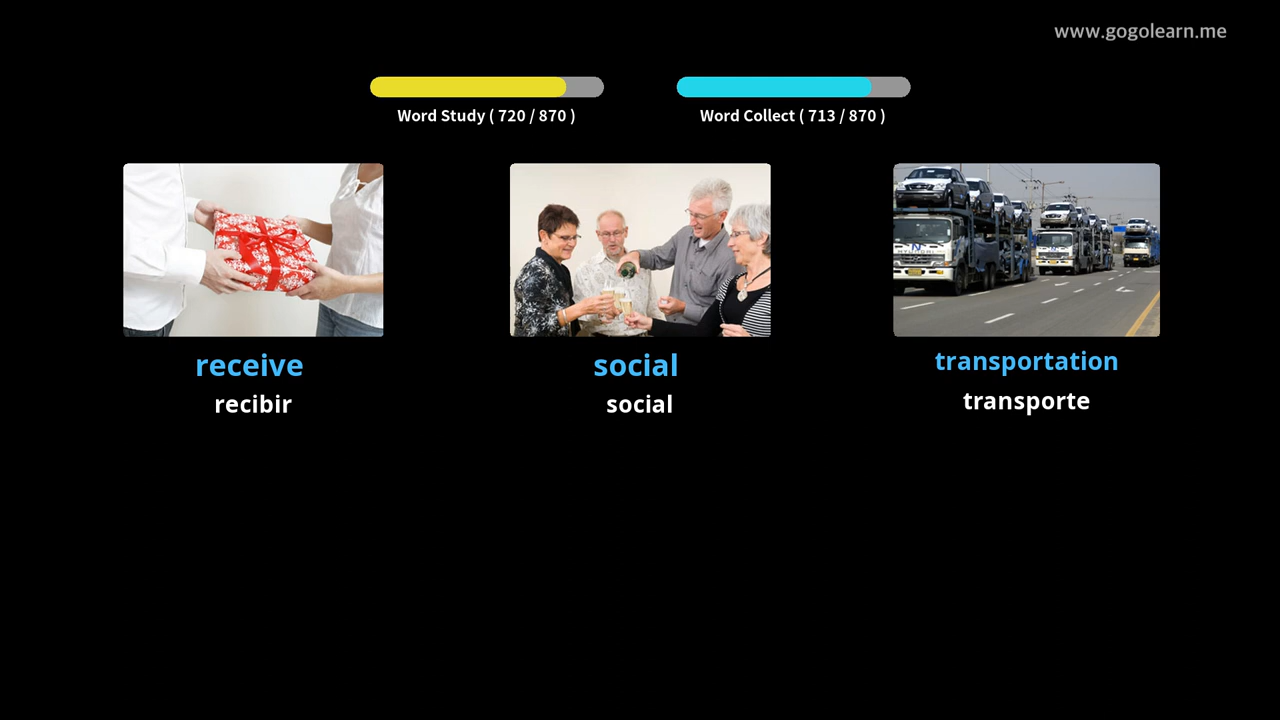 www.gogolearn.me
Word Study ( 720 / 870 )
Word Collect ( 713 / 870 )
receive
social
transportation
recibir
social
transporte